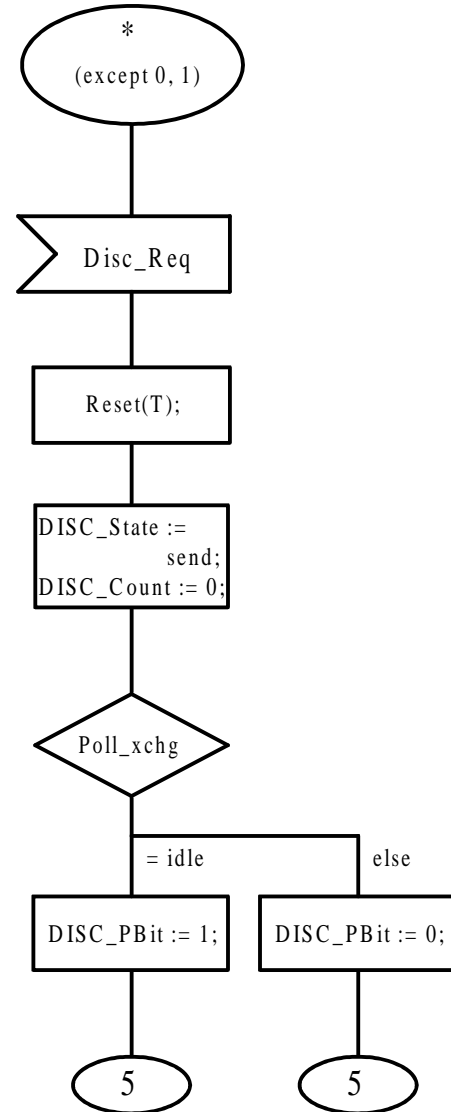 *
(except 0, 1)
Disc_Req
Reset(T);
DISC_State :=
send;
DISC_Count := 0;
Poll_xchg
= idle
else
DISC_PBit := 1;
DISC_PBit := 0;
5
5